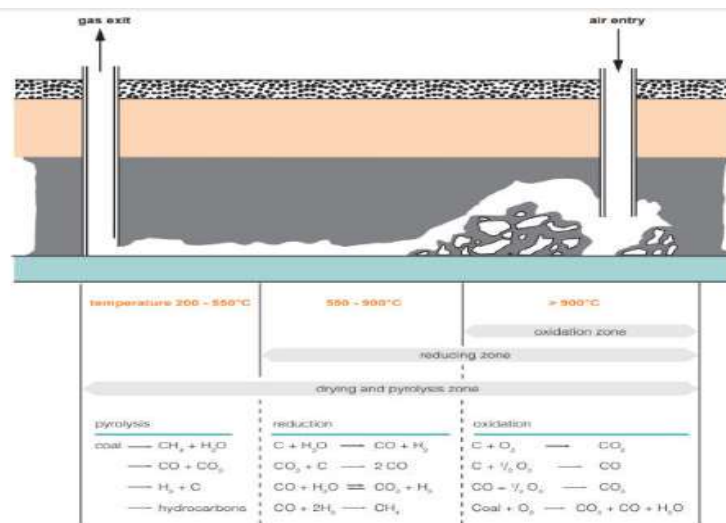 gas exit
air entry
temperature 200 - 550°C
550 - 900°C
> 900°C
oxidation zone
reducing zone
drying and pyrolysis zone
pyrolysis
coal → CH₄ + H₂O
→ CO + CO₂
→ H₂ + C
→ hydrocarbons
reduction
C + H₂O → CO + H₂
CO₂ + C → 2 CO
CO + H₂O ⇌ CO₂ + H₂
CO + 2H₂ → CH₄
oxidation
C + O₂ → CO₂
C + ¹/₂ O₂ → CO
CO + ¹/₂ O₂ → CO₂
Coal + O₂ → CO₂ + CO + H₂O